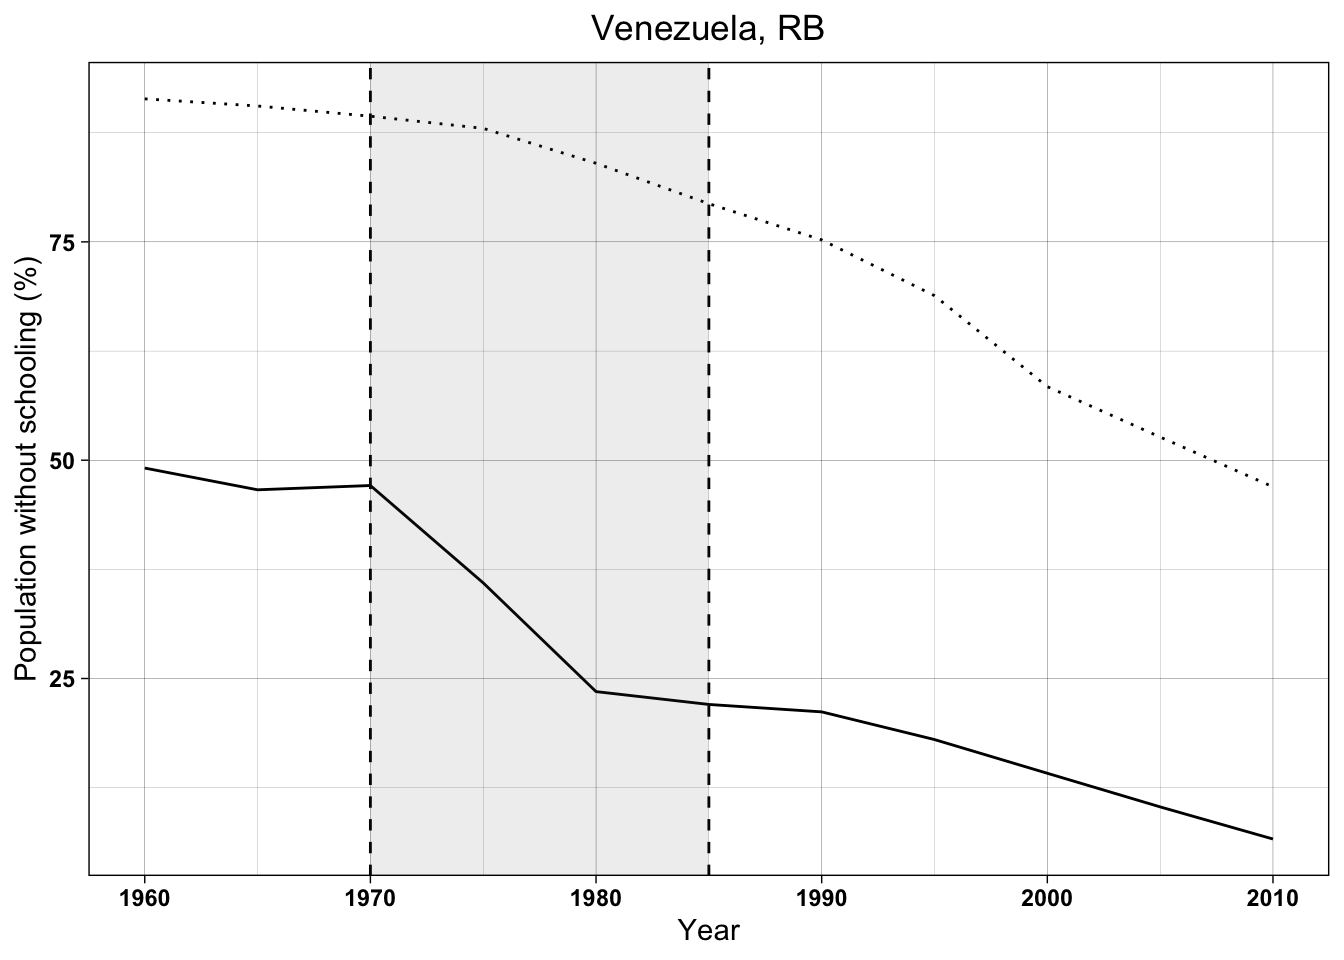 Venezuela, RB
Population without schooling (%)
75
50
25
1960 1970 1980 1990 2000 2010
Year